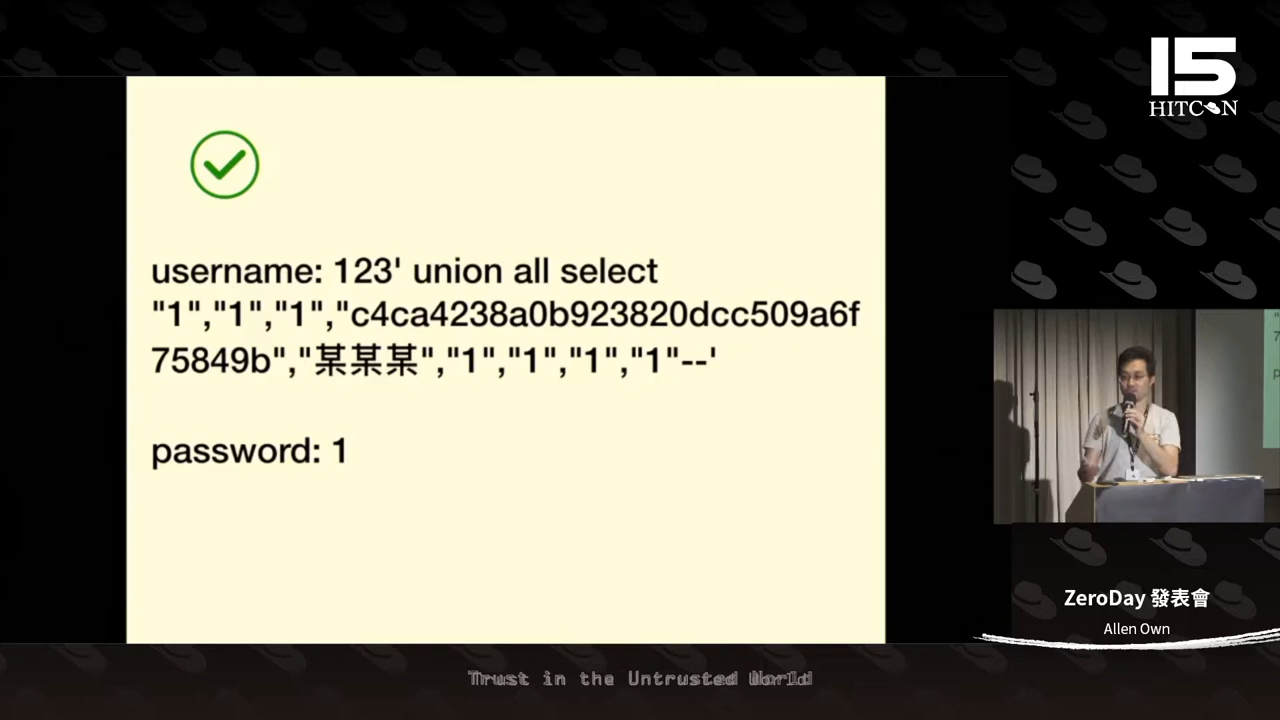 15
HITCON
username: 123' union all select
"1","1","1","c4ca4238a0b923820dcc509a6f
75849b","某某某","1","1","1","1"--'
password: 1
ZeroDay 發表會
Allen Own
Trust in the Untrusted World